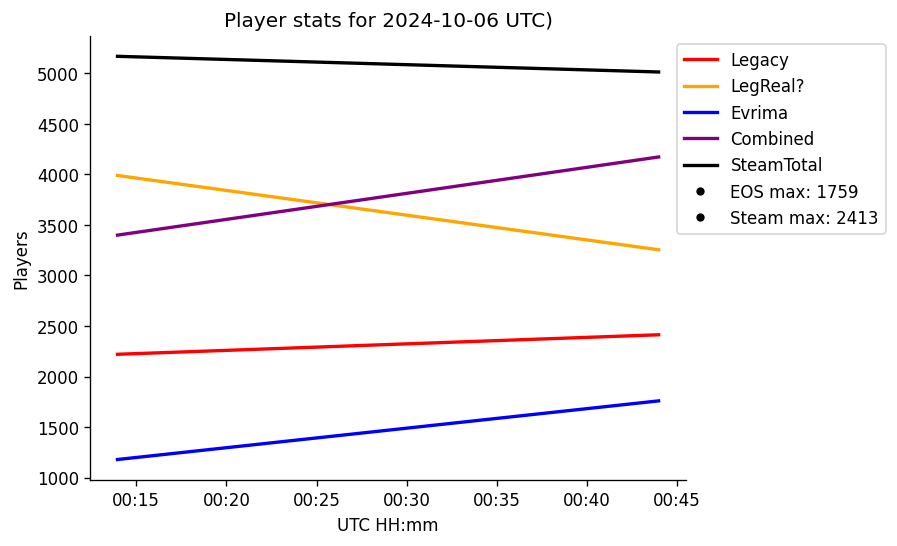 Player stats for 2024-10-06 UTC)
Players
5000
4500
4000
3500
3000
2500
2000
1500
1000
00:15 00:20 00:25 00:30 00:35 00:40 00:45
UTC HH:mm
Legacy
LegReal?
Evrima
Combined
SteamTotal
EOS max: 1759
Steam max: 2413